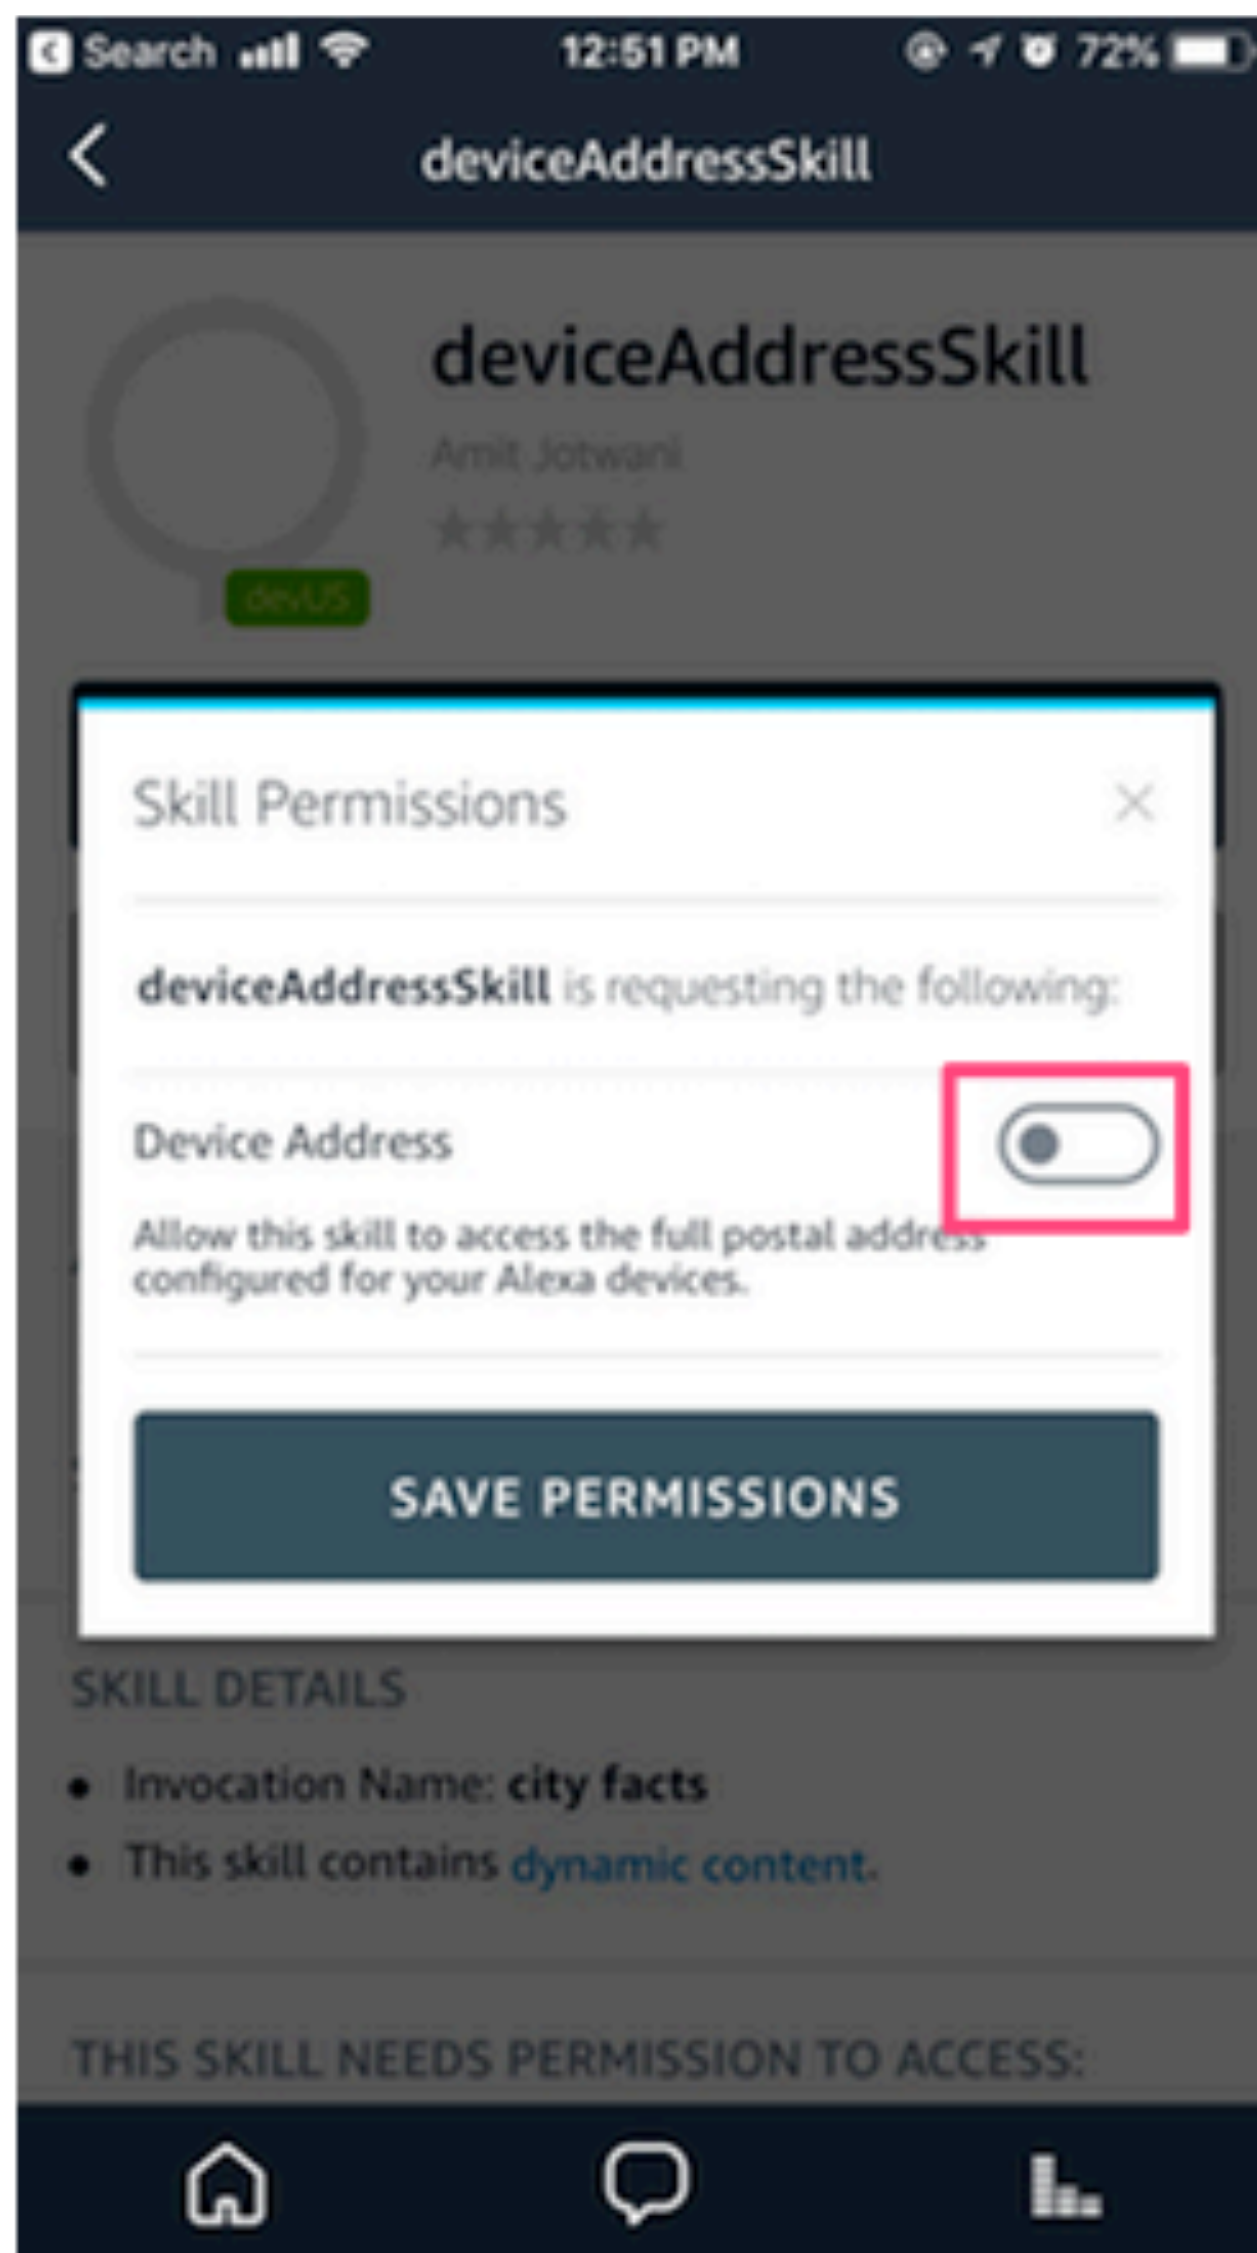 Search 12:51 PM 72%
deviceAddressSkill
deviceAddressSkill
Amit Jotwani
devUS
Skill Permissions
deviceAddressSkill is requesting the following:
Device Address
Allow this skill to access the full postal address
configured for your Alexa devices.
SAVE PERMISSIONS
SKILL DETAILS
• Invocation Name: city facts
• This skill contains dynamic content.
THIS SKILL NEEDS PERMISSION TO ACCESS: